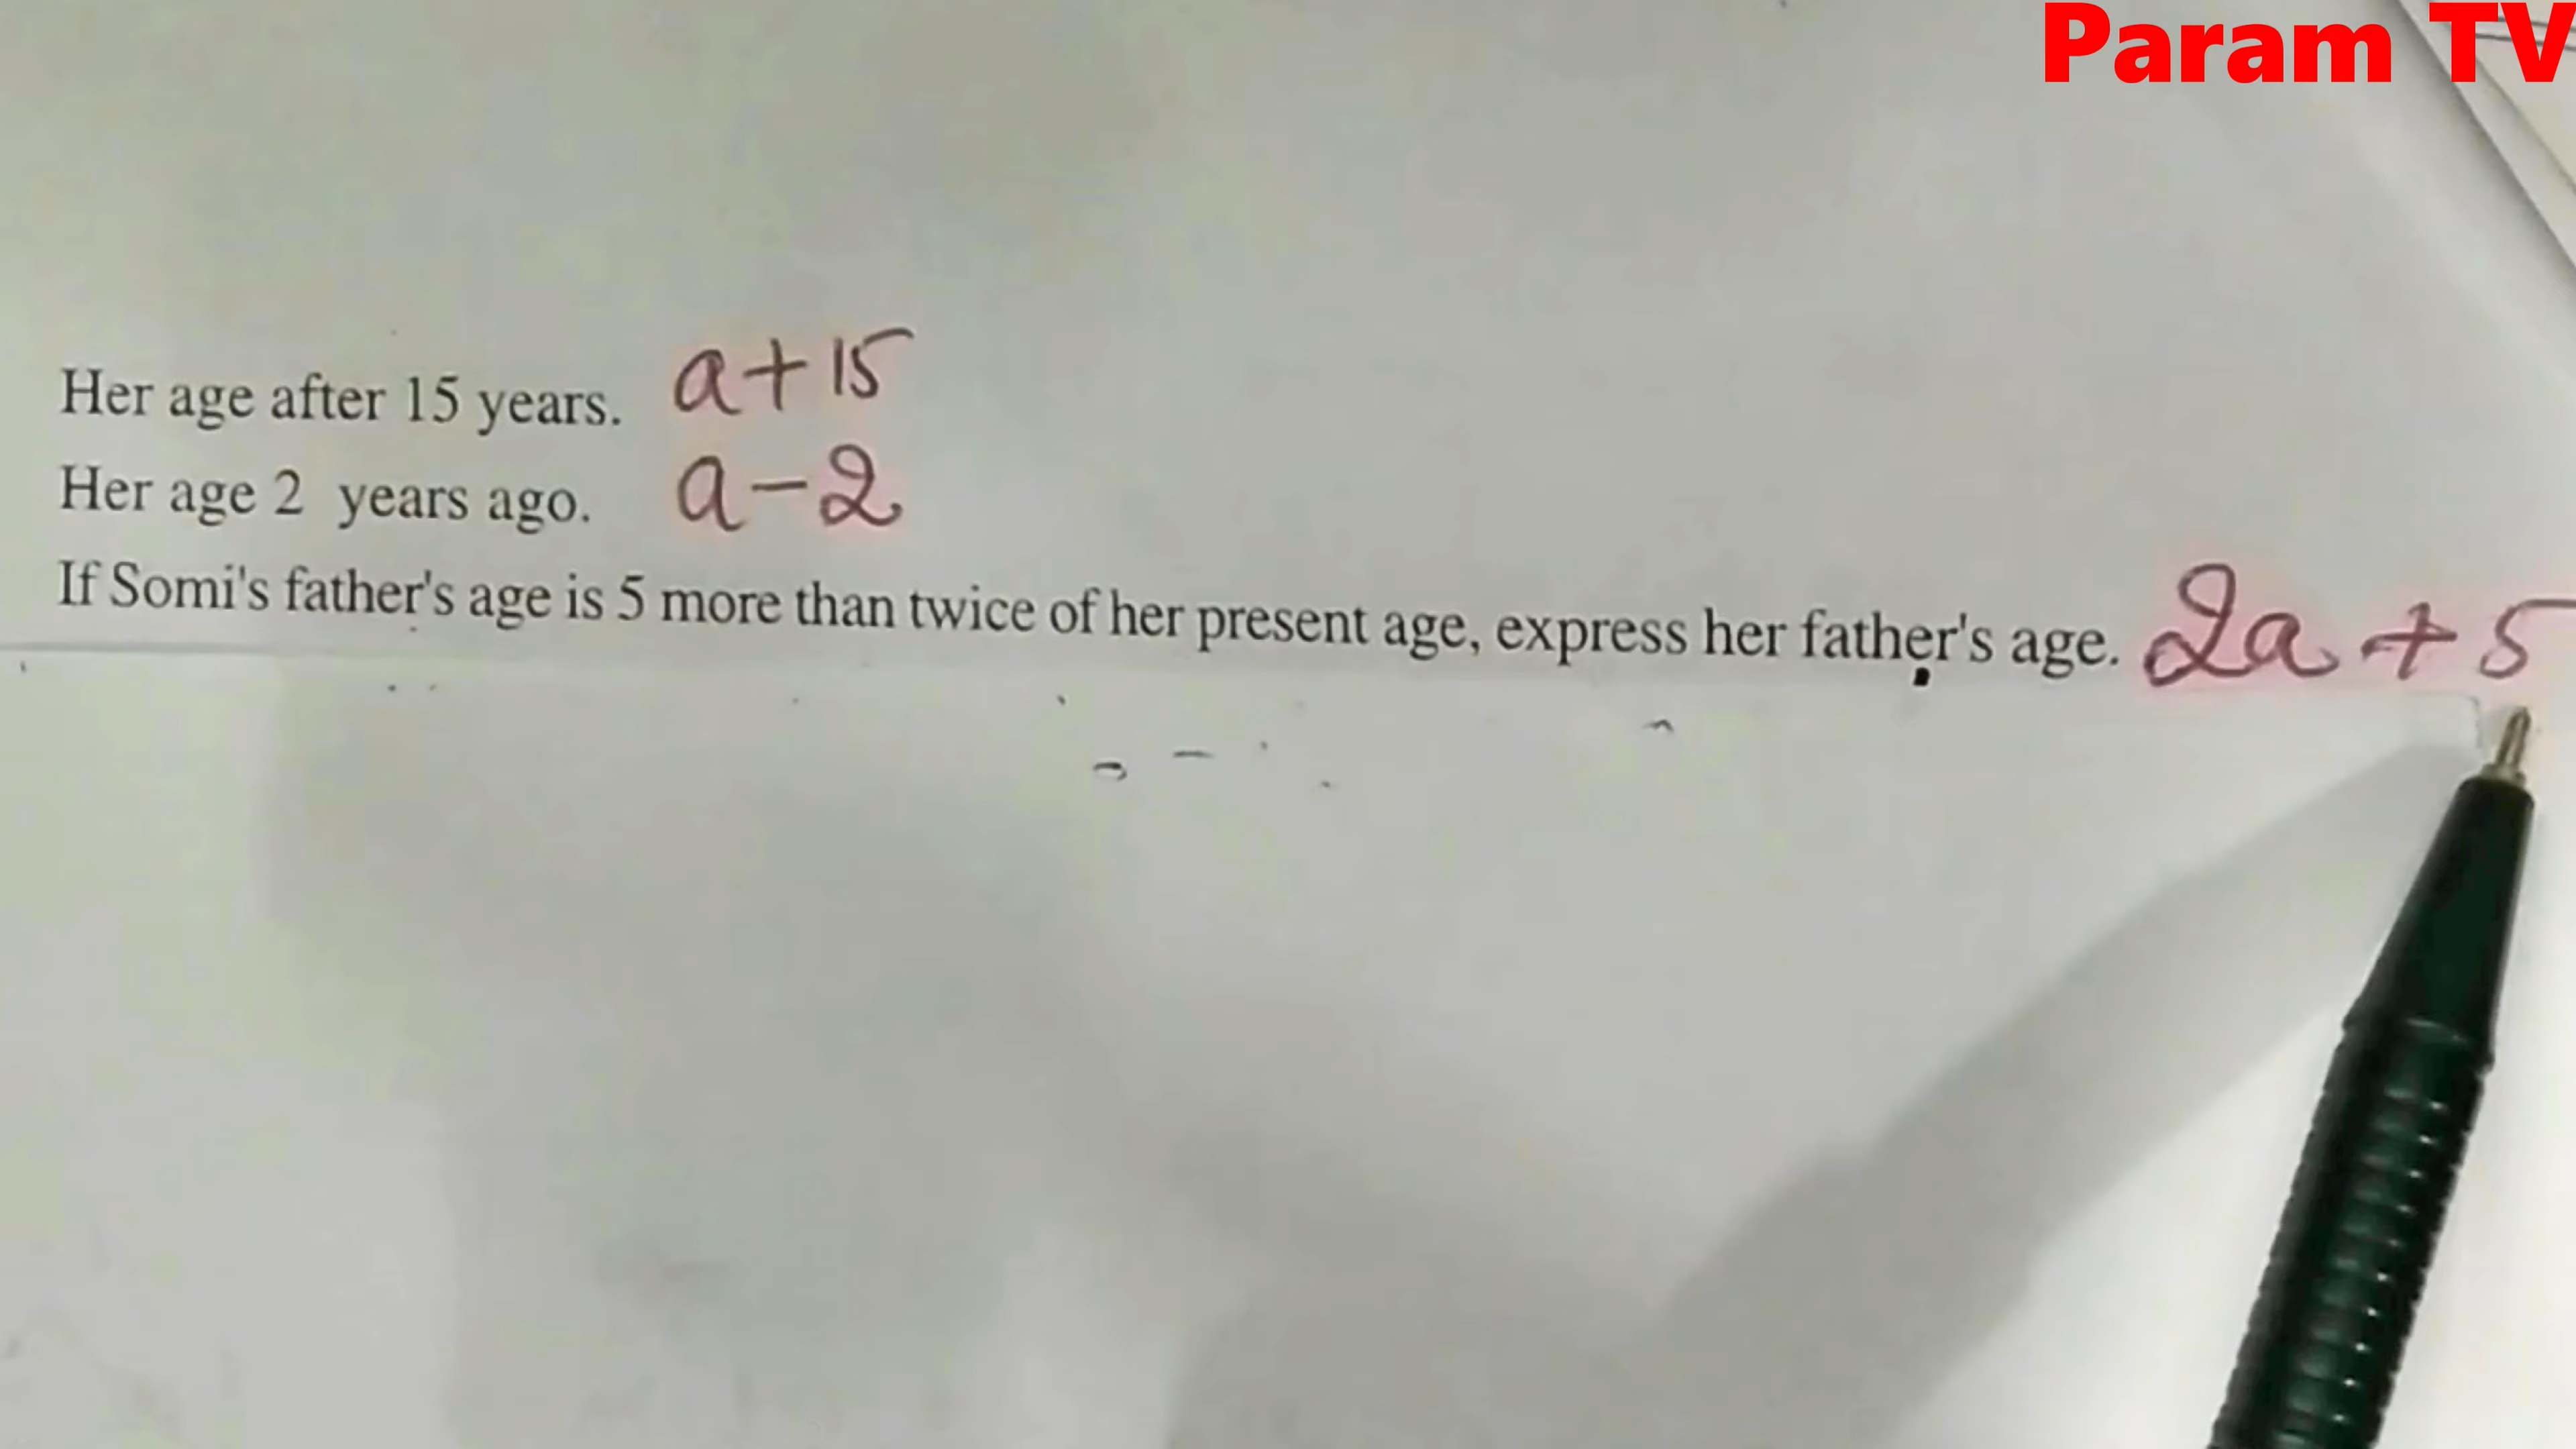 Param TV
Her age after 15 years. a + 15
Her age 2 years ago. a - 2
If Somi's father's age is 5 more than twice of her present age, express her father's age. 2a + 5